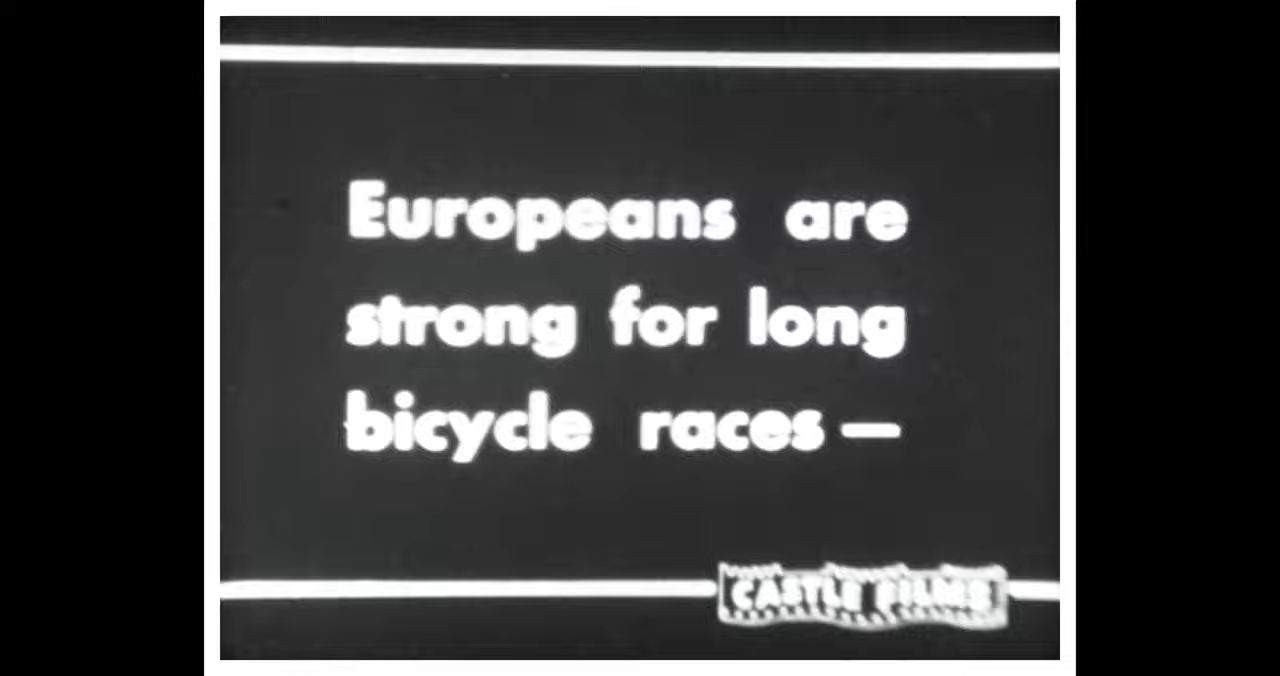 Europeans are
strong for long
bicycle races —
CASTLE FILMS